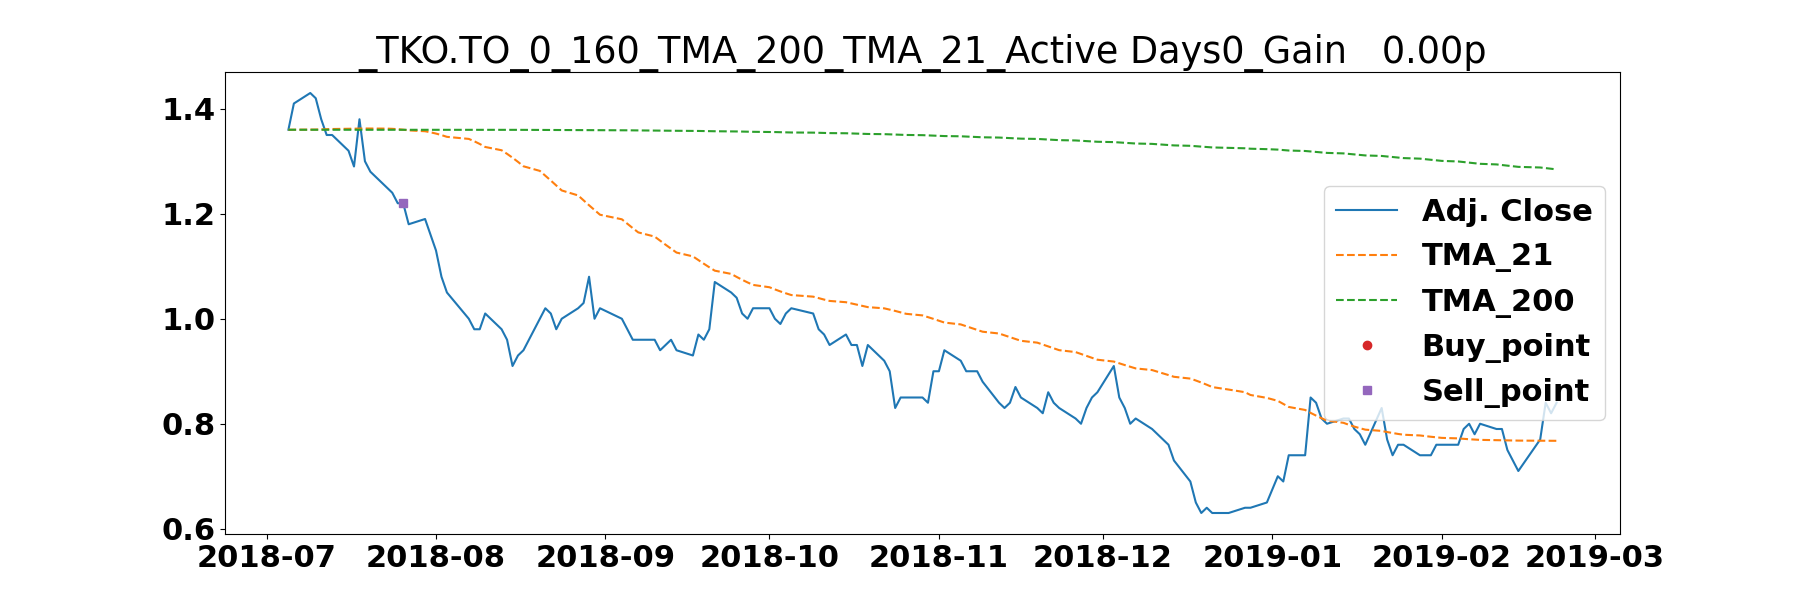 _TKO.TO_0_160_TMA_200_TMA_21_Active Days0_Gain   0.00p
1.4
1.2
1.0
0.8
0.6
Adj. Close
TMA_21
TMA_200
Buy_point
Sell_point
2018-07 2018-08 2018-09 2018-10 2018-11 2018-12 2019-01 2019-02 2019-03